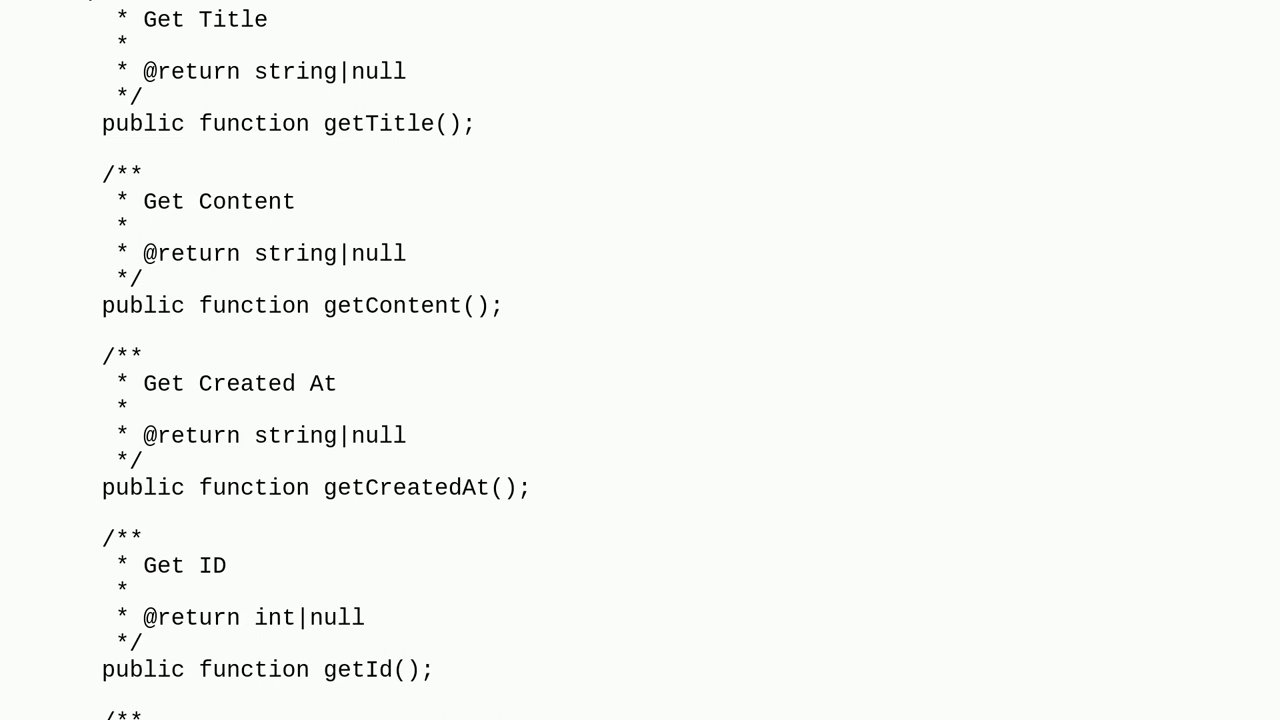 * Get Title
*
* @return string|null
*/
public function getTitle();
/**
* Get Content
*
* @return string|null
*/
public function getContent();
/**
* Get Created At
*
* @return string|null
*/
public function getCreatedAt();
/**
* Get ID
*
* @return int|null
*/
public function getId();
/**